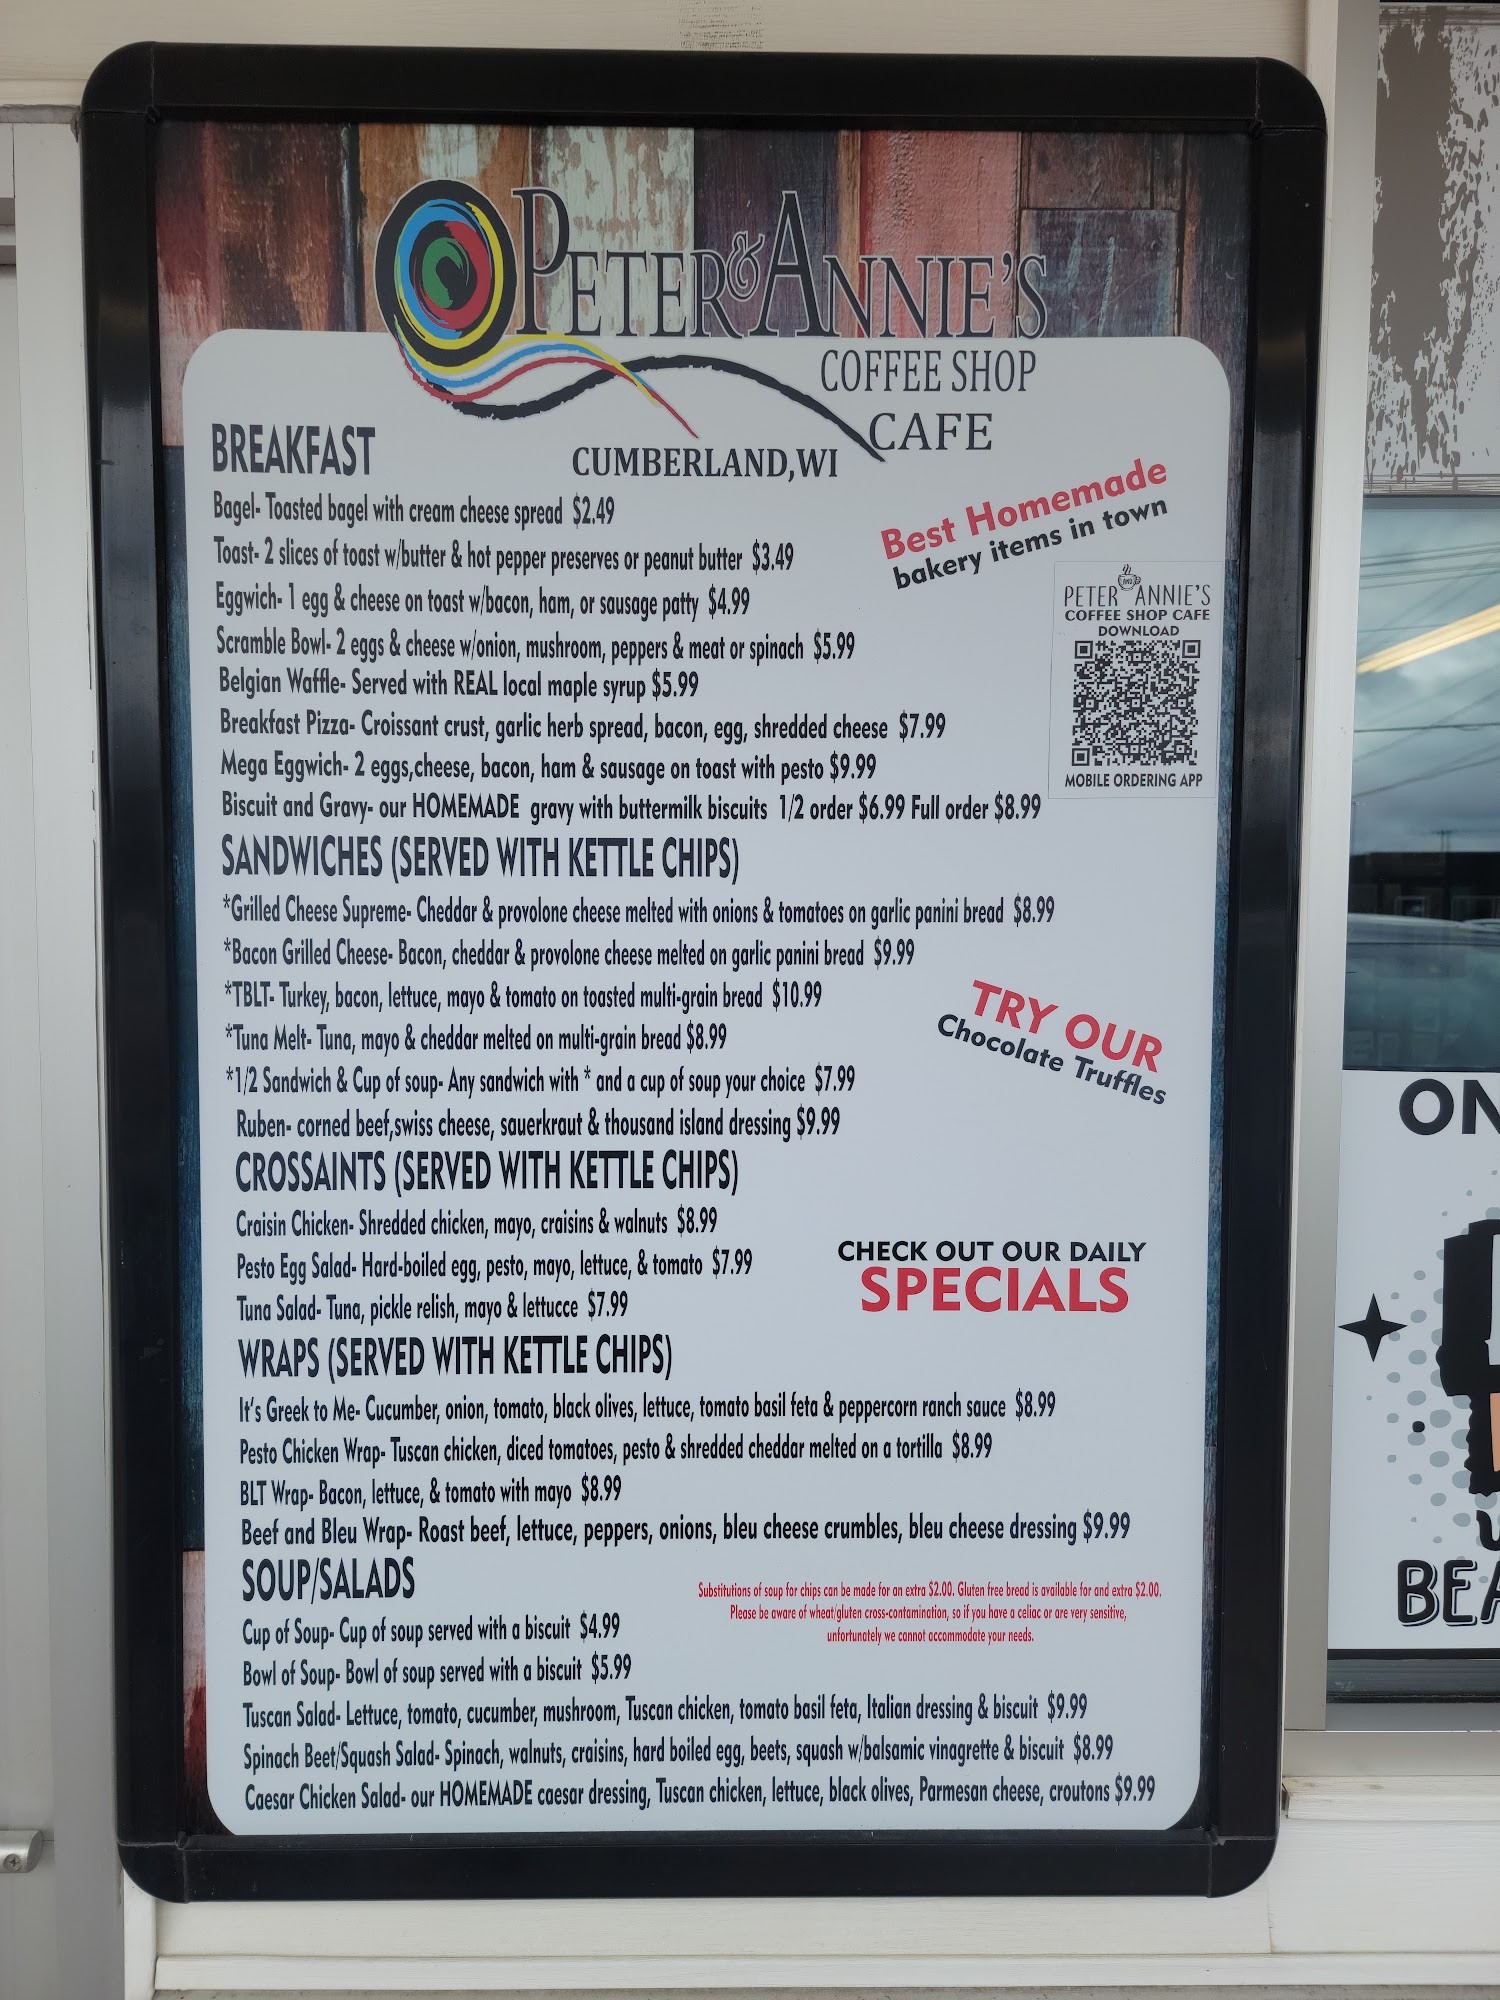 PETER & ANNIE'S
COFFEE SHOP
CAFE
CUMBERLAND,WI
BREAKFAST
Bagel- Toasted bagel with cream cheese spread $2.49
Toast- 2 slices of toast w/butter & hot pepper preserves or peanut butter $3.49
Eggwich- 1 egg & cheese on toast w/bacon, ham, or sausage patty $4.99
Scramble Bowl- 2 eggs & cheese w/onion, mushroom, peppers & meat or spinach $5.99
Belgian Waffle- Served with REAL local maple syrup $5.99
Breakfast Pizza- Croissant crust, garlic herb spread, bacon, egg, shredded cheese $7.99
Mega Eggwich- 2 eggs,cheese, bacon, ham & sausage on toast with pesto $9.99
Biscuit and Gravy- our HOMEMADE gravy with buttermilk biscuits 1/2 order $6.99 Full order $8.99
Best Homemade
bakery items in town
PETER AND ANNIE'S
COFFEE SHOP CAFE
DOWNLOAD
MOBILE ORDERING APP
SANDWICHES (SERVED WITH KETTLE CHIPS)
*Grilled Cheese Supreme- Cheddar & provolone cheese melted with onions & tomatoes on garlic panini bread $8.99
*Bacon Grilled Cheese- Bacon, cheddar & provolone cheese melted on garlic panini bread $9.99
*TBLT- Turkey, bacon, lettuce, mayo & tomato on toasted multi-grain bread $10.99
*Tuna Melt- Tuna, mayo & cheddar melted on multi-grain bread $8.99
*1/2 Sandwich & Cup of soup- Any sandwich with * and a cup of soup your choice $7.99
Ruben- corned beef,swiss cheese, sauerkraut & thousand island dressing $9.99
TRY OUR
Chocolate Truffles
CROSSAINTS (SERVED WITH KETTLE CHIPS)
Craisin Chicken- Shredded chicken, mayo, craisins & walnuts $8.99
Pesto Egg Salad- Hard-boiled egg, pesto, mayo, lettuce, & tomato $7.99
Tuna Salad- Tuna, pickle relish, mayo & lettucce $7.99
CHECK OUT OUR DAILY
SPECIALS
WRAPS (SERVED WITH KETTLE CHIPS)
It's Greek to Me- Cucumber, onion, tomato, black olives, lettuce, tomato basil feta & peppercorn ranch sauce $8.99
Pesto Chicken Wrap- Tuscan chicken, diced tomatoes, pesto & shredded cheddar melted on a tortilla $8.99
BLT Wrap- Bacon, lettuce, & tomato with mayo $8.99
Beef and Bleu Wrap- Roast beef, lettuce, peppers, onions, bleu cheese crumbles, bleu cheese dressing $9.99
SOUP/SALADS
Cup of Soup- Cup of soup served with a biscuit $4.99
Bowl of Soup- Bowl of soup served with a biscuit $5.99
Tuscan Salad- Lettuce, tomato, cucumber, mushroom, Tuscan chicken, tomato basil feta, Italian dressing & biscuit $9.99
Spinach Beet/Squash Salad- Spinach, walnuts, craisins, hard boiled egg, beets, squash w/balsamic vinagrette & biscuit $8.99
Caesar Chicken Salad- our HOMEMADE caesar dressing, Tuscan chicken, lettuce, black olives, Parmesan cheese, croutons $9.99
Substitutions of soup for chips can be made for an extra $2.00. Gluten free bread is available for and extra $2.00.
Please be aware of wheat/gluten cross-contamination, so if you have a celiac or are very sensitive,
unfortunately we cannot accommodate your needs.
ON
BEA